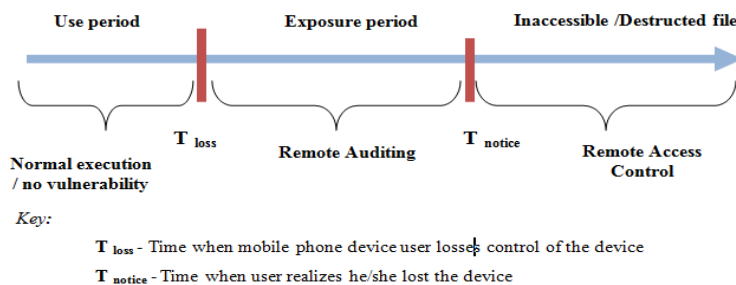 Use period
Exposure period
Inaccessible /Destructed file
T loss
T notice
Normal execution
/ no vulnerability
Remote Auditing
Remote Access
Control
Key:
T loss - Time when mobile phone device user losses control of the device
T notice - Time when user realizes he/she lost the device